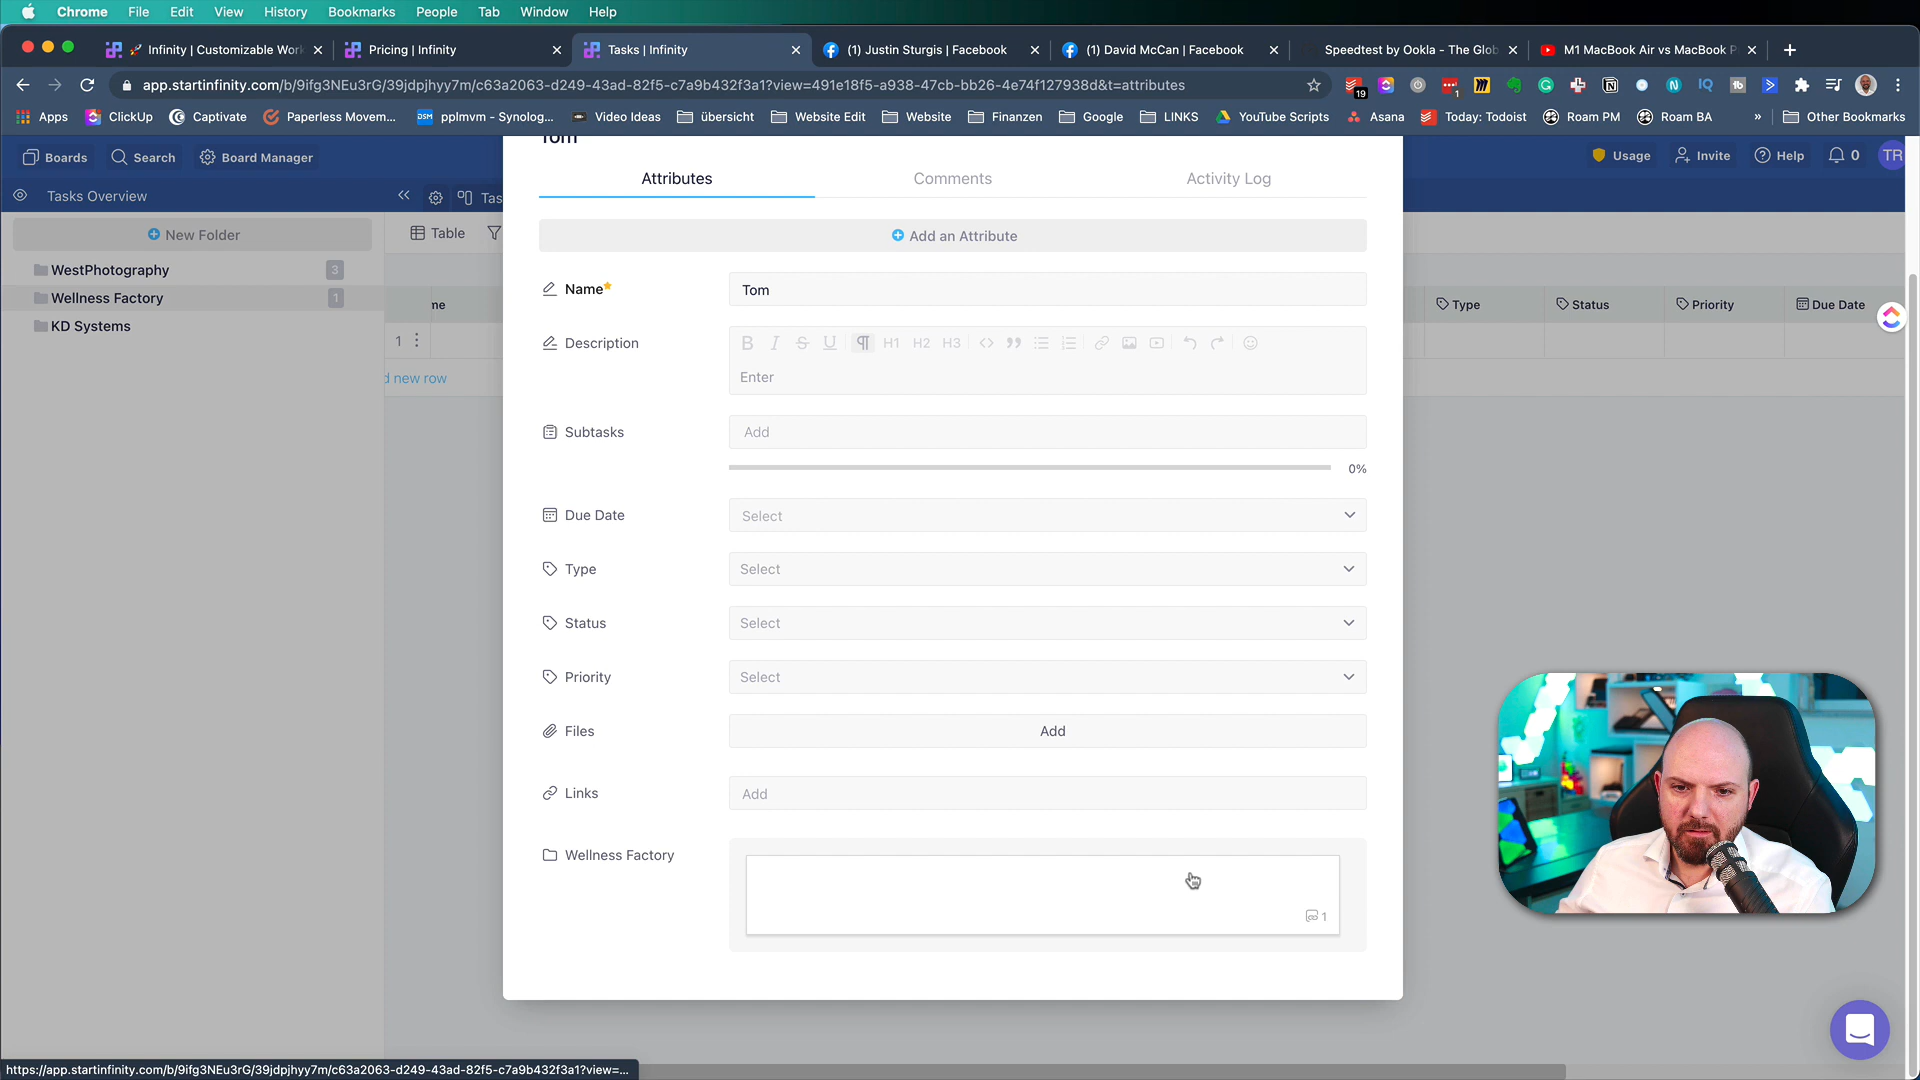 Chrome File Edit View History Bookmarks People Tab Window Help
Infinity | Customizable Work
Pricing | Infinity
Tasks | Infinity
(1) Justin Sturgis | Facebook
(1) David McCan | Facebook
Speedtest by Ookla - The Glob
M1 MacBook Air vs MacBook P
app.startinfinity.com/b/9ifg3NEu3rG/39jdpjhyy7m/c63a2063-d249-43ad-82f5-c7a9b432f3a1?view=491e18f5-a938-47cb-bb26-4e74f127938d&t=attributes
19
1
Apps ClickUp Captivate Paperless Movem... pplmvm - Synolog... Video Ideas übersicht Website Edit Website Finanzen Google LINKS YouTube Scripts Asana Today: Todoist Roam PM Roam BA » Other Bookmarks
Boards Search Board Manager
Usage Invite Help 0 TR
Tasks Overview
Tas
New Folder
WestPhotography 3
Wellness Factory 1
KD Systems
Table
me
1
d new row
Type Status Priority Due Date
Tom
Attributes Comments Activity Log
Add an Attribute
Name Tom
Description
B I S U ¶ H1 H2 H3
Enter
Subtasks Add
0%
Due Date Select
Type Select
Status Select
Priority Select
Files Add
Links Add
Wellness Factory
1
https://app.startinfinity.com/b/9ifg3NEu3rG/39jdpjhyy7m/c63a2063-d249-43ad-82f5-c7a9b432f3a1?view=...